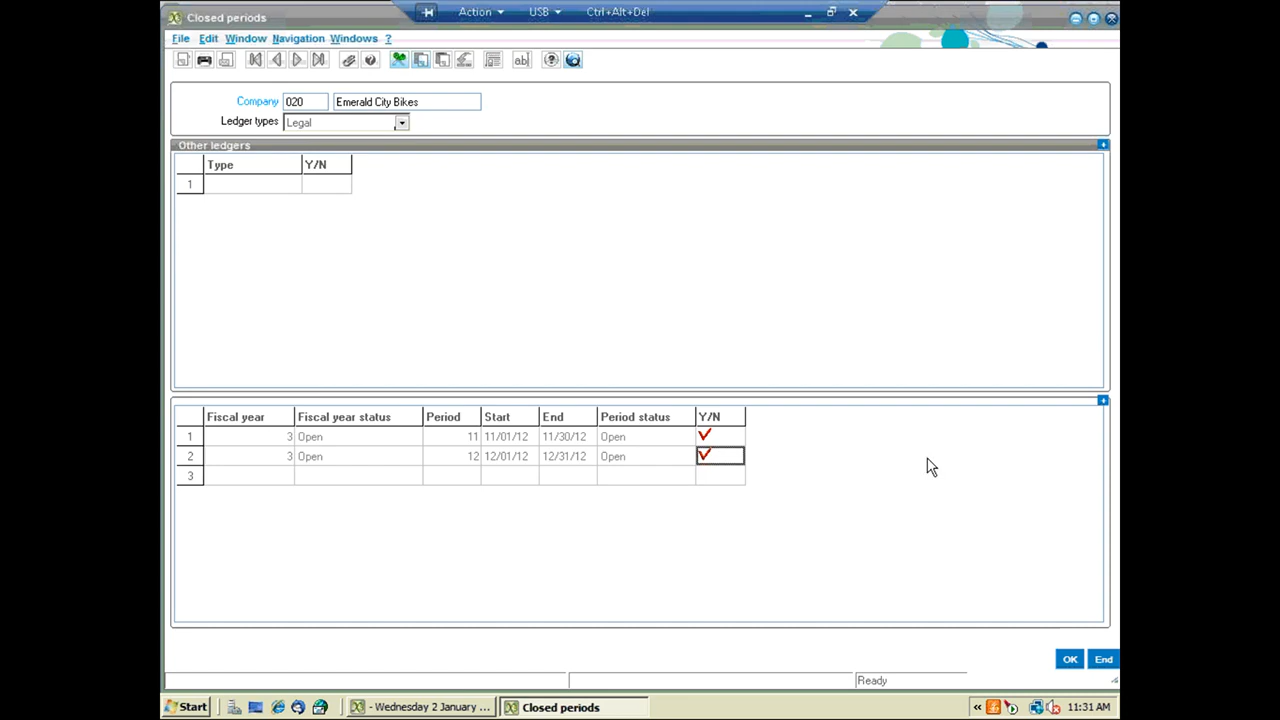 Closed periods
Action USB Ctrl+Alt+Del
File Edit Window Navigation Windows ?
ab
Company 020 Emerald City Bikes
Ledger types Legal
Other ledgers
Type Y/N
1
Fiscal year Fiscal year status Period Start End Period status Y/N
1 3 Open 11 11/01/12 11/30/12 Open
2 3 Open 12 12/01/12 12/31/12 Open
3
OK End
Ready
Start - Wednesday 2 January ... Closed periods « 11:31 AM